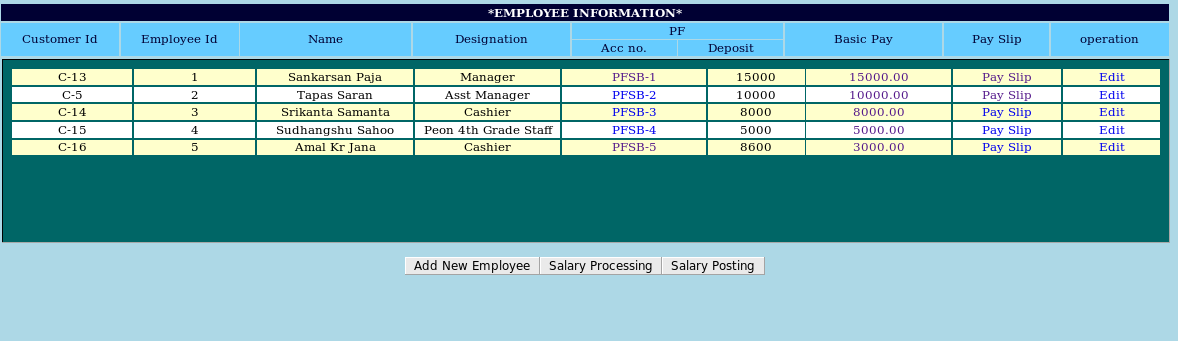 *EMPLOYEE INFORMATION*
Customer Id Employee Id Name Designation PF Basic Pay Pay Slip operation
Acc no. Deposit
C-13 1 Sankarsan Paja Manager PFSB-1 15000 15000.00 Pay Slip Edit
C-5 2 Tapas Saran Asst Manager PFSB-2 10000 10000.00 Pay Slip Edit
C-14 3 Srikanta Samanta Cashier PFSB-3 8000 8000.00 Pay Slip Edit
C-15 4 Sudhangshu Sahoo Peon 4th Grade Staff PFSB-4 5000 5000.00 Pay Slip Edit
C-16 5 Amal Kr Jana Cashier PFSB-5 8600 3000.00 Pay Slip Edit
Add New Employee Salary Processing Salary Posting